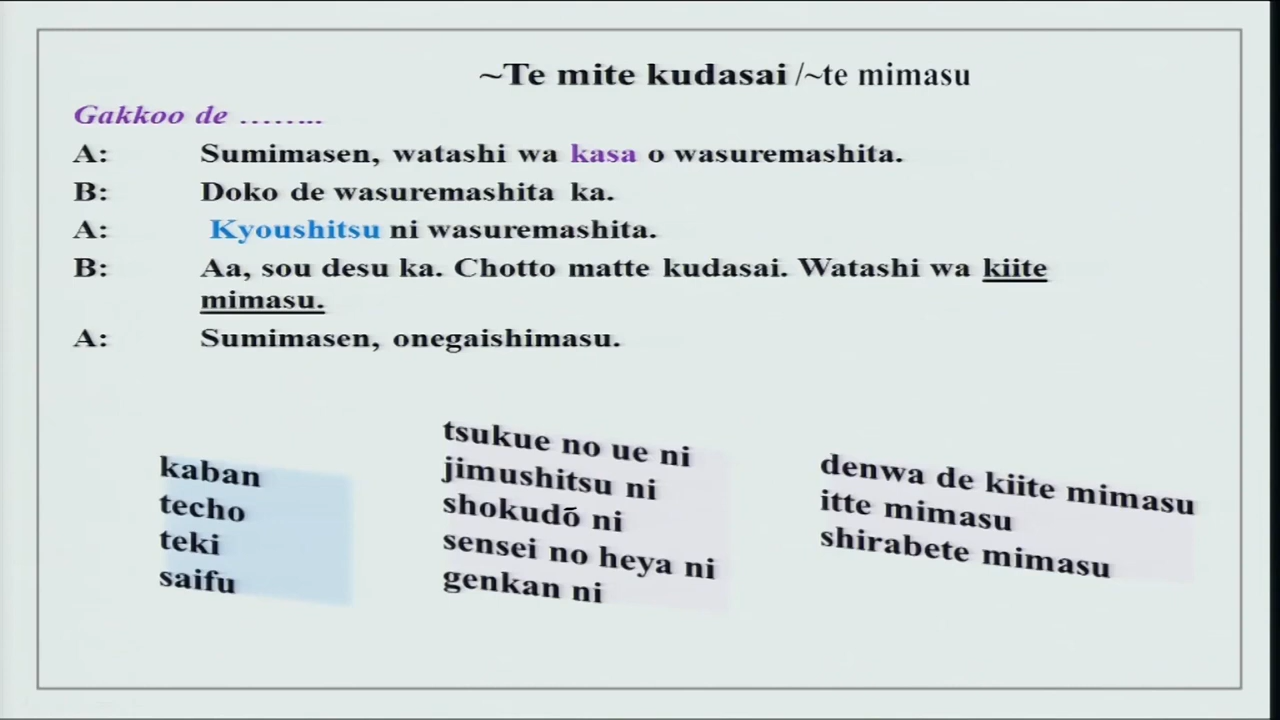 ~Te mite kudasai /~te mimasu
Gakkoo de ……..
A: Sumimasen, watashi wa kasa o wasuremashita.
B: Doko de wasuremashita ka.
A: Kyoushitsu ni wasuremashita.
B: Aa, sou desu ka. Chotto matte kudasai. Watashi wa kiite
mimasu.
A: Sumimasen, onegaishimasu.
kaban
techo
teki
saifu
tsukue no ue ni
jimushitsu ni
shokudõ ni
sensei no heya ni
genkan ni
denwa de kiite mimasu
itte mimasu
shirabete mimasu